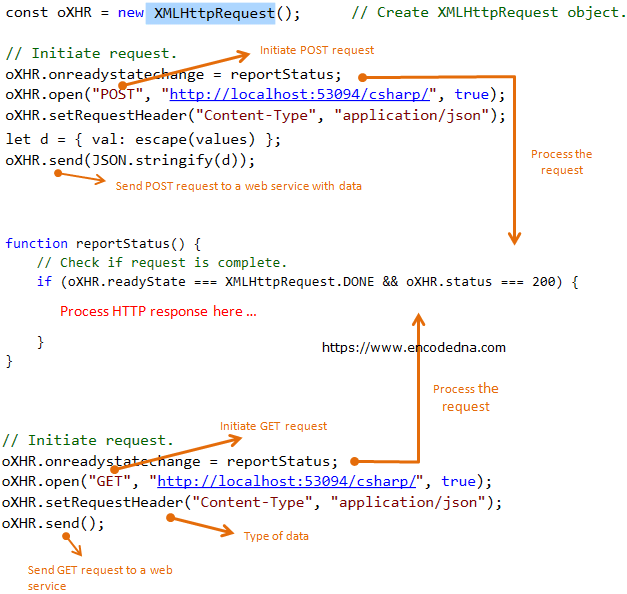 const oXHR = new XMLHttpRequest();      // Create XMLHttpRequest object.
// Initiate request.
Initiate POST request
oXHR.onreadystatechange = reportStatus;
oXHR.open("POST", "http://localhost:53094/csharp/", true);
oXHR.setRequestHeader("Content-Type", "application/json");
let d = { val: escape(values) };
oXHR.send(JSON.stringify(d));
Process the
request
Send POST request to a web service with data
function reportStatus() {
    // Check if request is complete.
    if (oXHR.readyState === XMLHttpRequest.DONE && oXHR.status === 200) {
        Process HTTP response here ...
    }
https://www.encodedna.com
}
Process the
request
Initiate GET request
// Initiate request.
oXHR.onreadystatechange = reportStatus;
oXHR.open("GET", "http://localhost:53094/csharp/", true);
oXHR.setRequestHeader("Content-Type", "application/json");
oXHR.send();
Type of data
Send GET request to a web
service